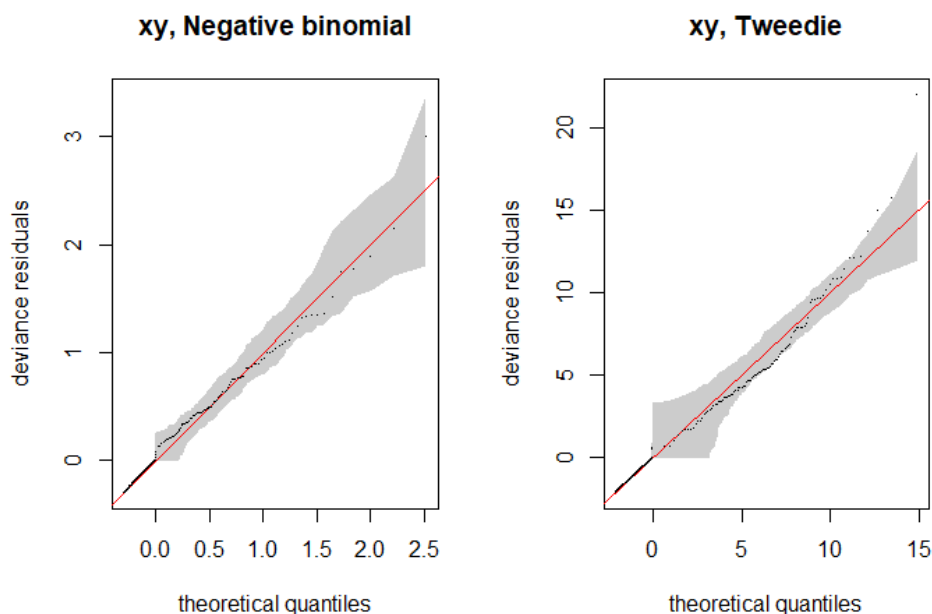 xy, Negative binomial
deviance residuals
3
2
1
0
0.0 0.5 1.0 1.5 2.0 2.5
theoretical quantiles
xy, Tweedie
deviance residuals
20
15
10
5
0
0 5 10 15
theoretical quantiles